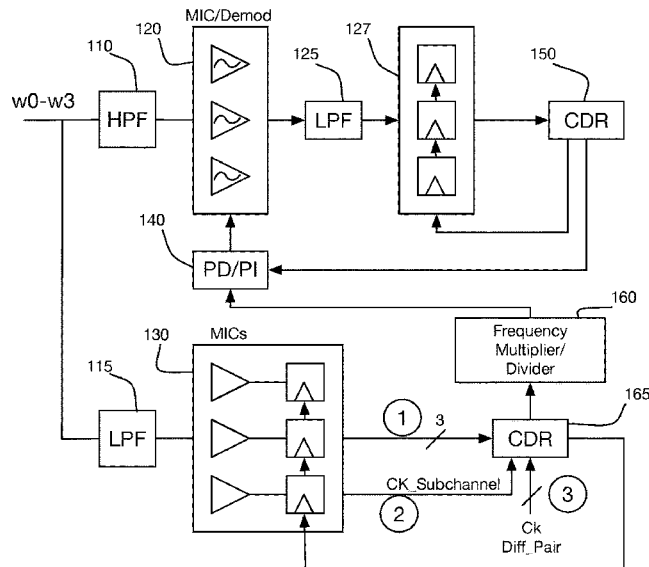 MIC/Demod
120
127
110
125
150
w0-w3
HPF
LPF
CDR
140
PD/PI
160
MICs
130
Frequency
Multiplier/
Divider
115
165
LPF
1
3
CDR
CK_Subchannel
2
3
Ck
Diff_Pair